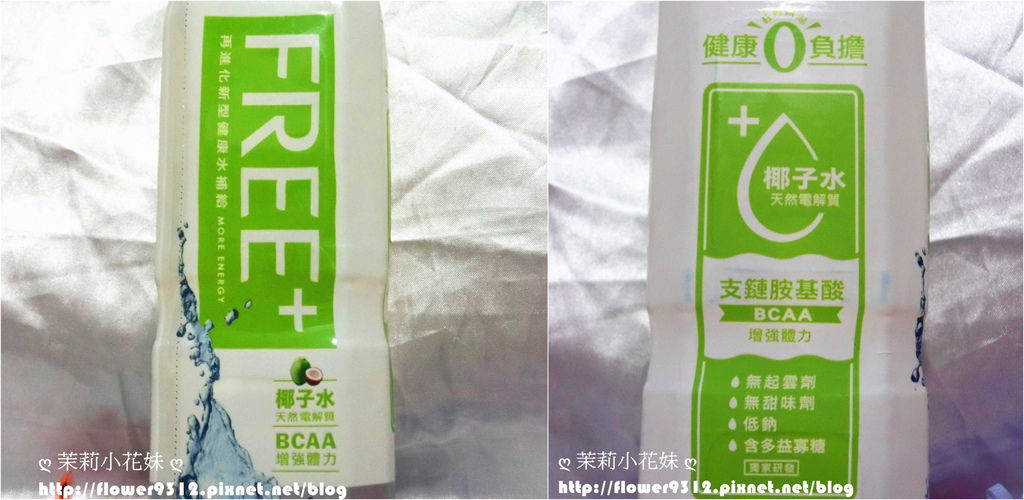 FREE+
再進化新型健康水補給 MORE ENERGY
椰子水
天然電解質
BCAA
增強體力
ღ 茉莉小花妹 ღ
http://flower9312.pixnet.net/blog
健康0負擔
+
椰子水
天然電解質
支鏈胺基酸
BCAA
增強體力
無起雲劑
無甜味劑
低鈉
含多益寡糖
獨家研發
ღ 茉莉小花妹 ღ
http://flower9312.pixnet.net/blog